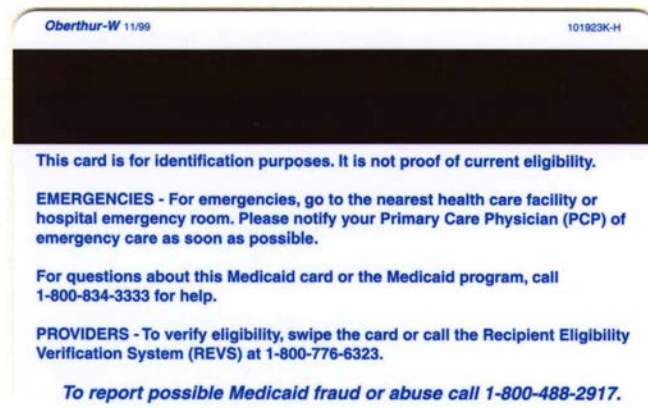 Oberthur-W 11/99 101923K-H
This card is for identification purposes. It is not proof of current eligibility.
EMERGENCIES - For emergencies, go to the nearest health care facility or
hospital emergency room. Please notify your Primary Care Physician (PCP) of
emergency care as soon as possible.
For questions about this Medicaid card or the Medicaid program, call
1-800-834-3333 for help.
PROVIDERS - To verify eligibility, swipe the card or call the Recipient Eligibility
Verification System (REVS) at 1-800-776-6323.
To report possible Medicaid fraud or abuse call 1-800-488-2917.